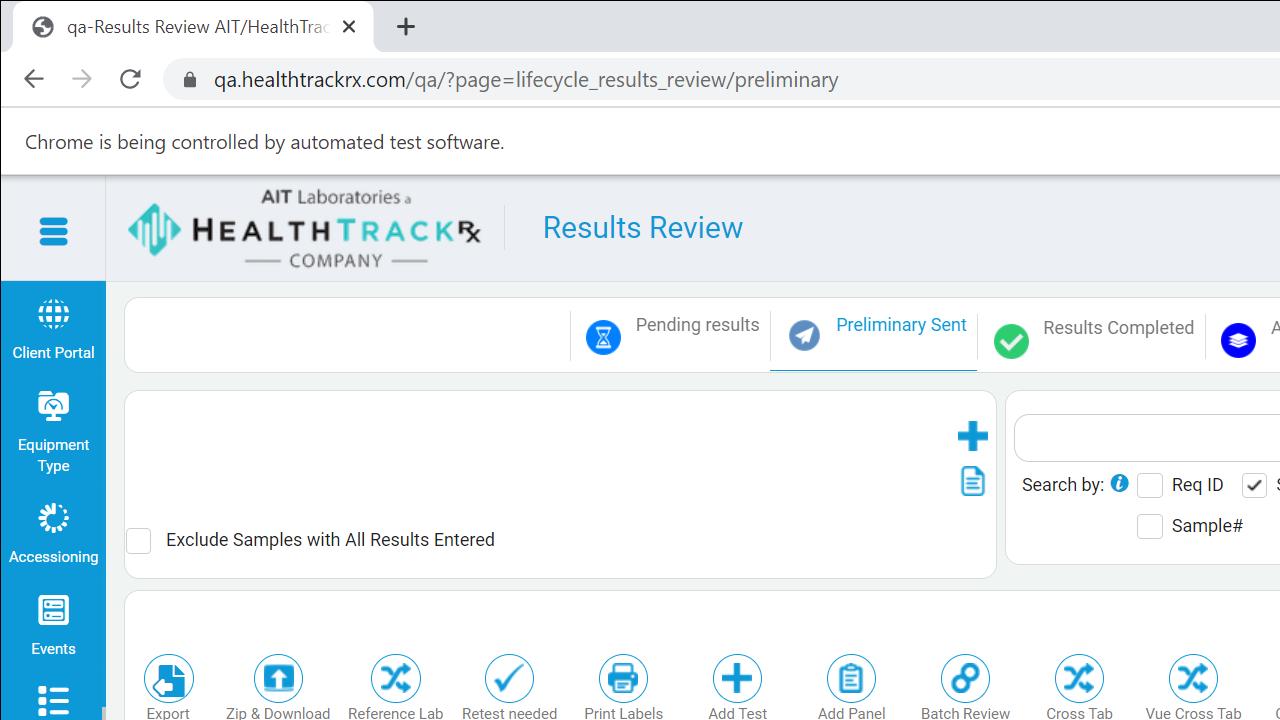 qa-Results Review AIT/HealthTrac
qa.healthtrackrx.com/qa/?page=lifecycle_results_review/preliminary
Chrome is being controlled by automated test software.
AIT Laboratories a
HEALTHTRACKRx
COMPANY
Results Review
Client Portal
Equipment
Type
Accessioning
Events
Pending results
Preliminary Sent
Results Completed
Exclude Samples with All Results Entered
Search by: Req ID
Sample#
Export
Zip & Download
Reference Lab
Retest needed
Print Labels
Add Test
Add Panel
Batch Review
Cross Tab
Vue Cross Tab